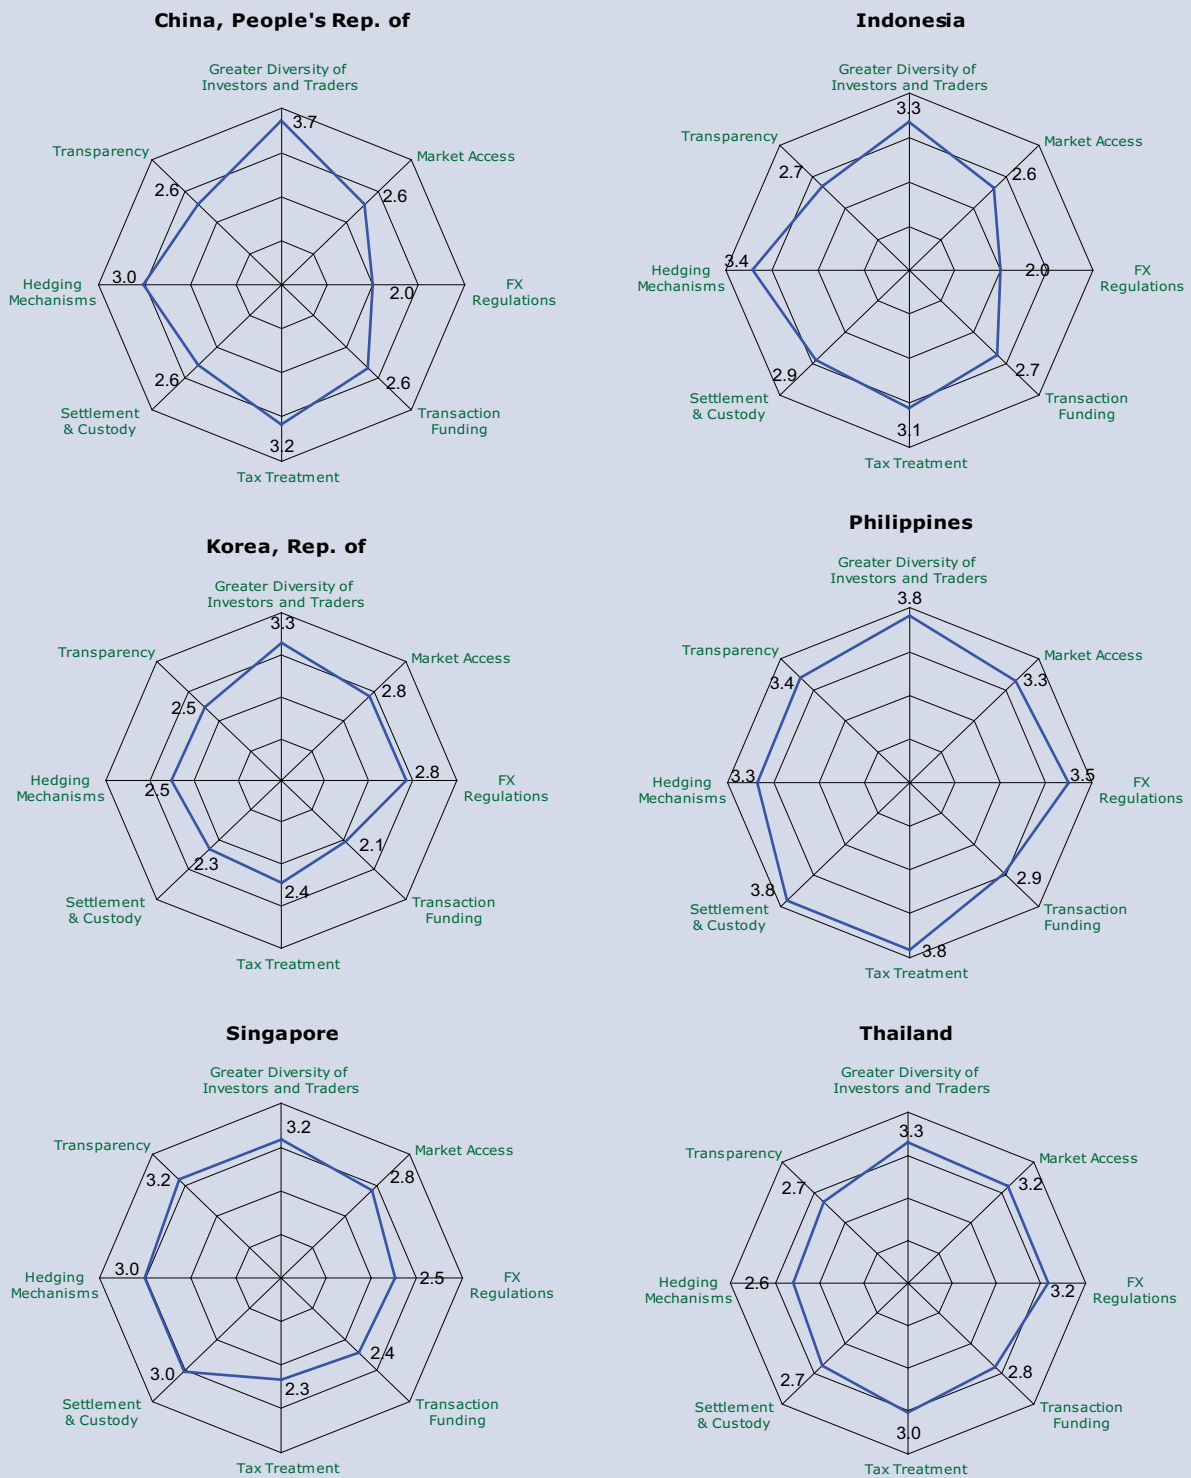 China, People's Rep. of
Greater Diversity of
Investors and Traders
3.7
Transparency
Market Access
2.6
2.6
3.0
Hedging
Mechanisms
2.0
FX
Regulations
2.6
2.6
Settlement
& Custody
Transaction
Funding
3.2
Tax Treatment
Indonesia
Greater Diversity of
Investors and Traders
3.3
Transparency
Market Access
2.7
2.6
3.4
Hedging
Mechanisms
2.0
FX
Regulations
2.9
2.7
Settlement
& Custody
Transaction
Funding
3.1
Tax Treatment
Korea, Rep. of
Greater Diversity of
Investors and Traders
3.3
Transparency
Market Access
2.5
2.8
Hedging
Mechanisms
2.5
2.8
FX
Regulations
2.3
2.1
Settlement
& Custody
Transaction
Funding
2.4
Tax Treatment
Philippines
Greater Diversity of
Investors and Traders
3.8
Transparency
Market Access
3.4
3.3
Hedging
Mechanisms
3.3
3.5
FX
Regulations
3.8
2.9
Settlement
& Custody
Transaction
Funding
3.8
Tax Treatment
Singapore
Greater Diversity of
Investors and Traders
3.2
Transparency
Market Access
3.2
2.8
3.0
Hedging
Mechanisms
2.5
FX
Regulations
3.0
2.4
Settlement
& Custody
Transaction
Funding
2.3
Tax Treatment
Thailand
Greater Diversity of
Investors and Traders
3.3
Transparency
Market Access
2.7
3.2
Hedging
Mechanisms
2.6
3.2
FX
Regulations
2.7
2.8
Settlement
& Custody
Transaction
Funding
3.0
Tax Treatment